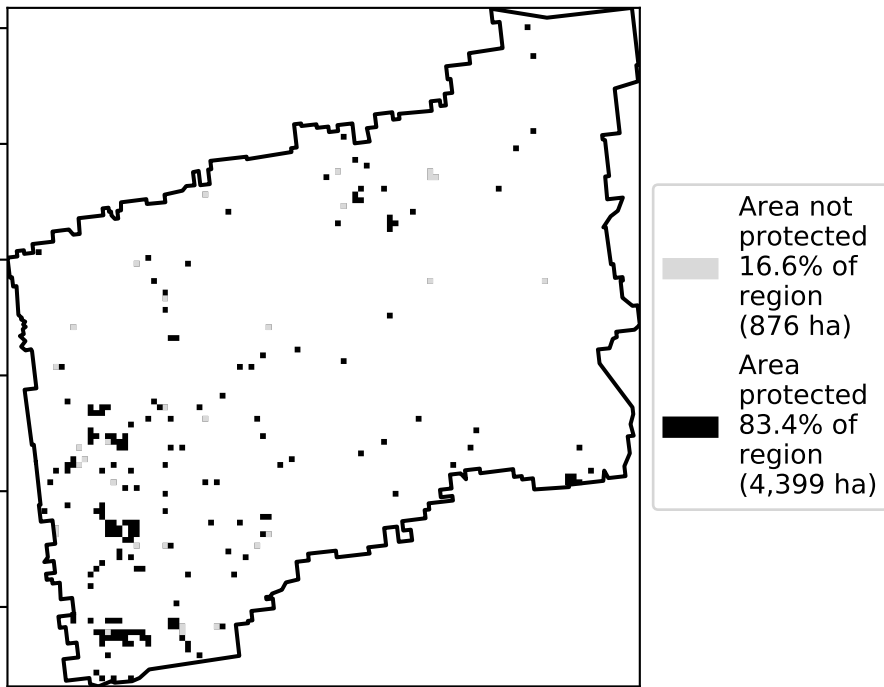 Area not
protected
16.6% of
region
(876 ha)
Area
protected
83.4% of
region
(4,399 ha)